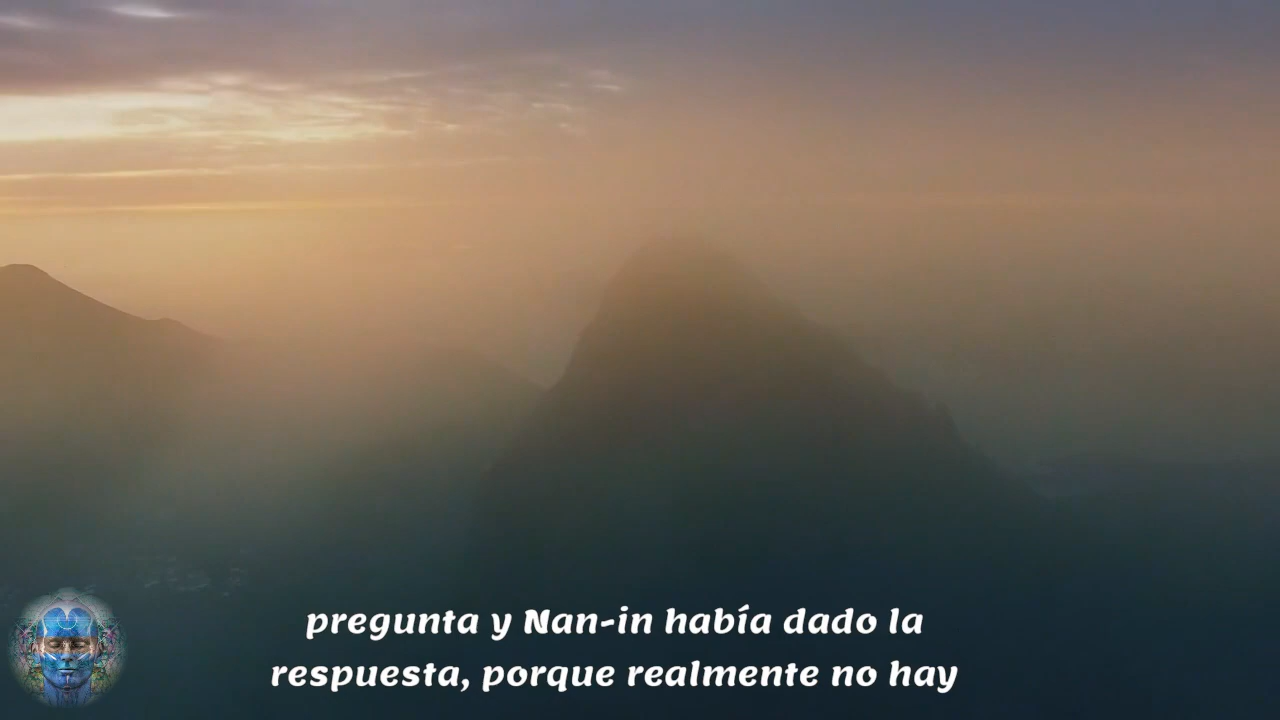 pregunta y Nan-in había dado la
respuesta, porque realmente no hay